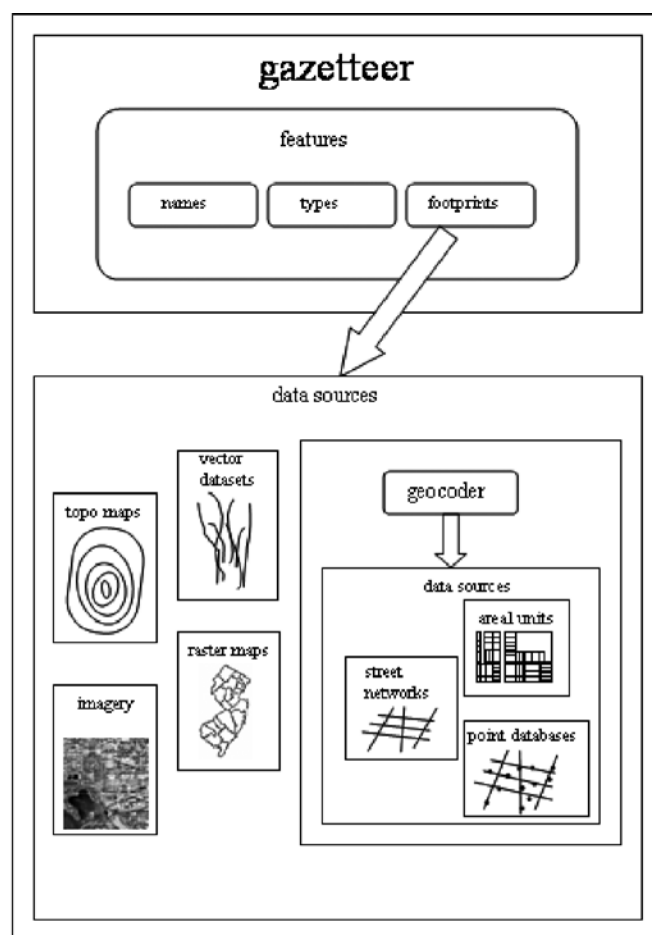 gazetteer
features
names
types
footprints
data sources
vector
datasets
topo maps
raster maps
imagery
geocoder
data sources
areal units
street
networks
point databases